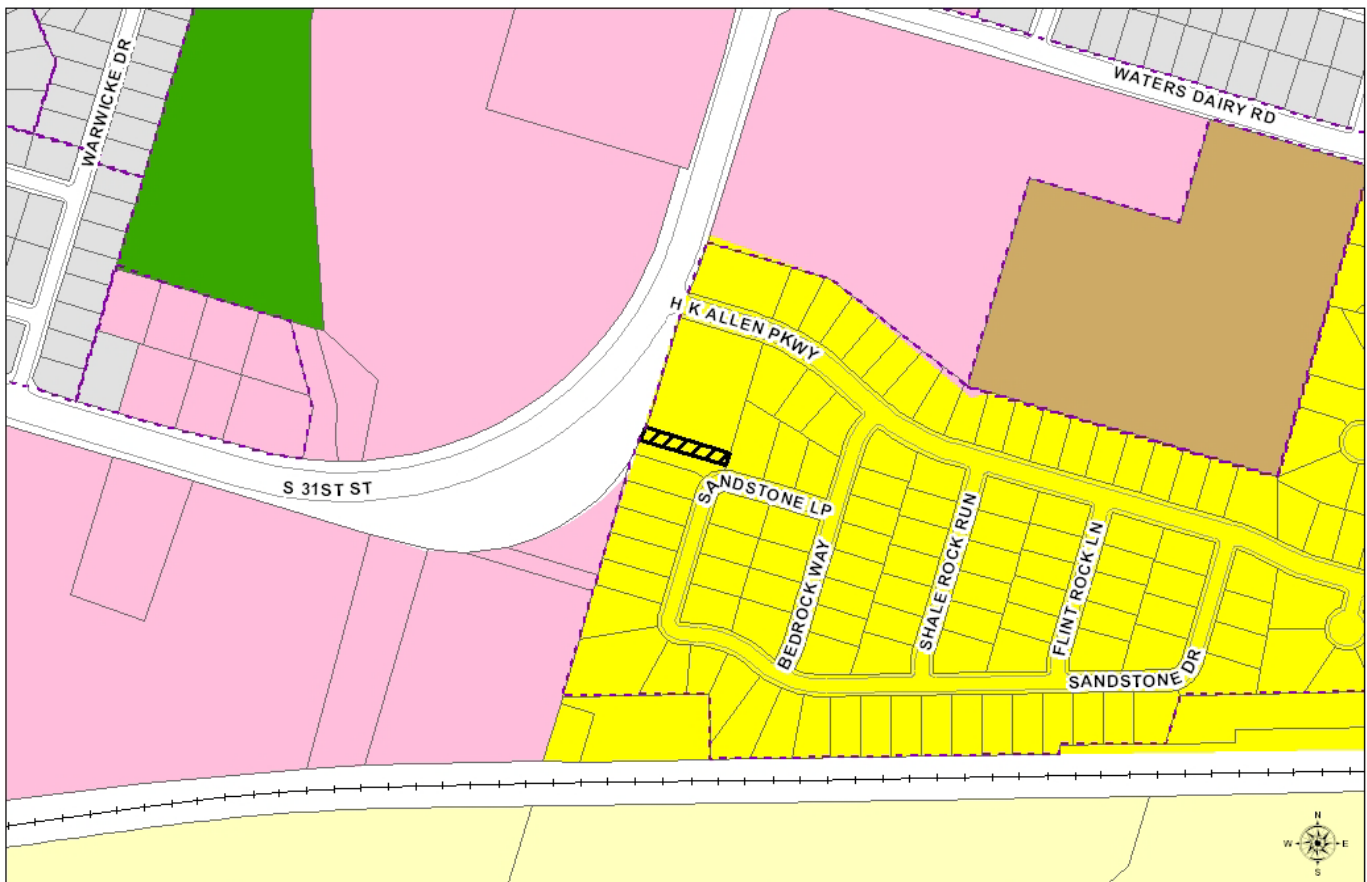 WARWICKE DR
WATERS DAIRY RD
H K ALLEN PKWY
S 31ST ST
SANDSTONE LP
BEDROCK WAY
SHALE ROCK RUN
FLINT ROCK LN
SANDSTONE DR
N
W
E
S